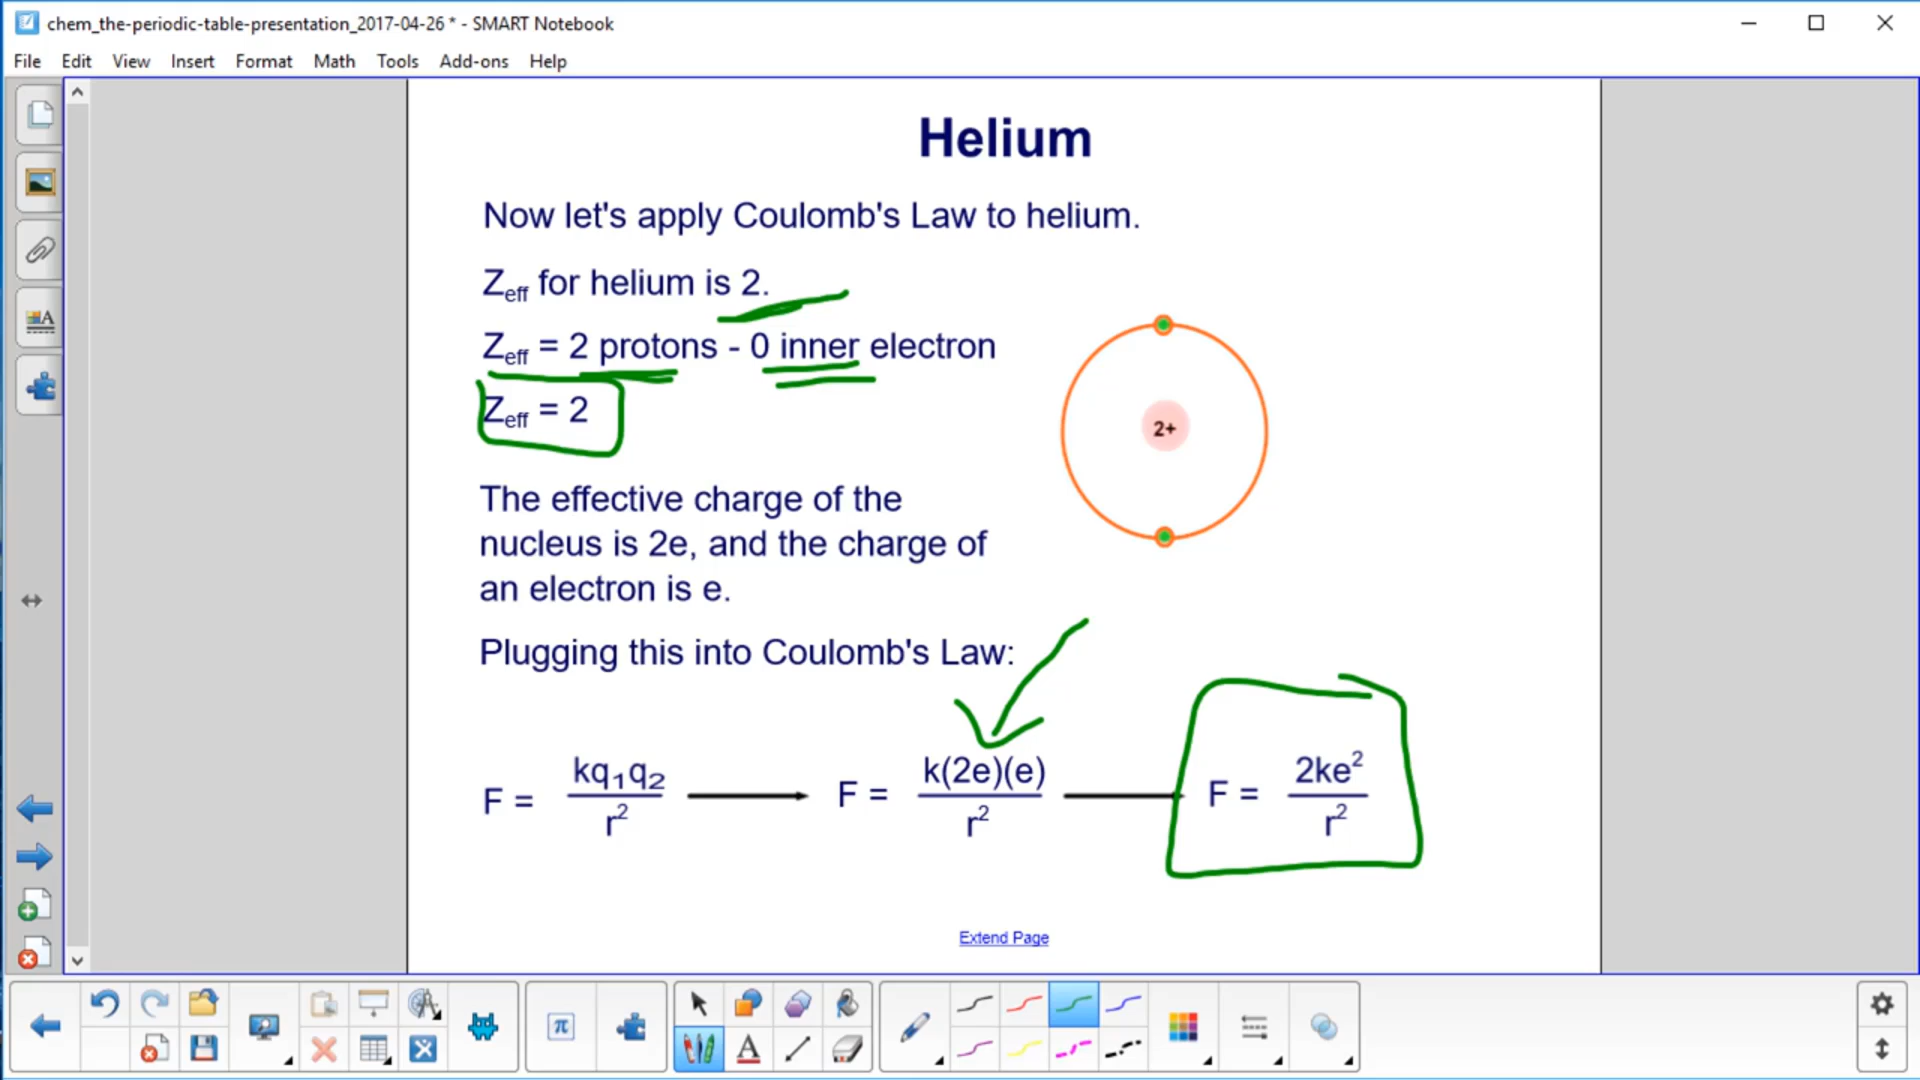 chem_the-periodic-table-presentation_2017-04-26 * - SMART Notebook
File Edit View Insert Format Math Tools Add-ons Help
Helium
Now let's apply Coulomb's Law to helium.
Zeff for helium is 2.
Zeff = 2 protons - 0 inner electron
Zeff = 2
2+
The effective charge of the
nucleus is 2e, and the charge of
an electron is e.
Plugging this into Coulomb's Law:
F = kq₁q₂ / r² F = k(2e)(e) / r² F = 2ke² / r²
Extend Page
π
A